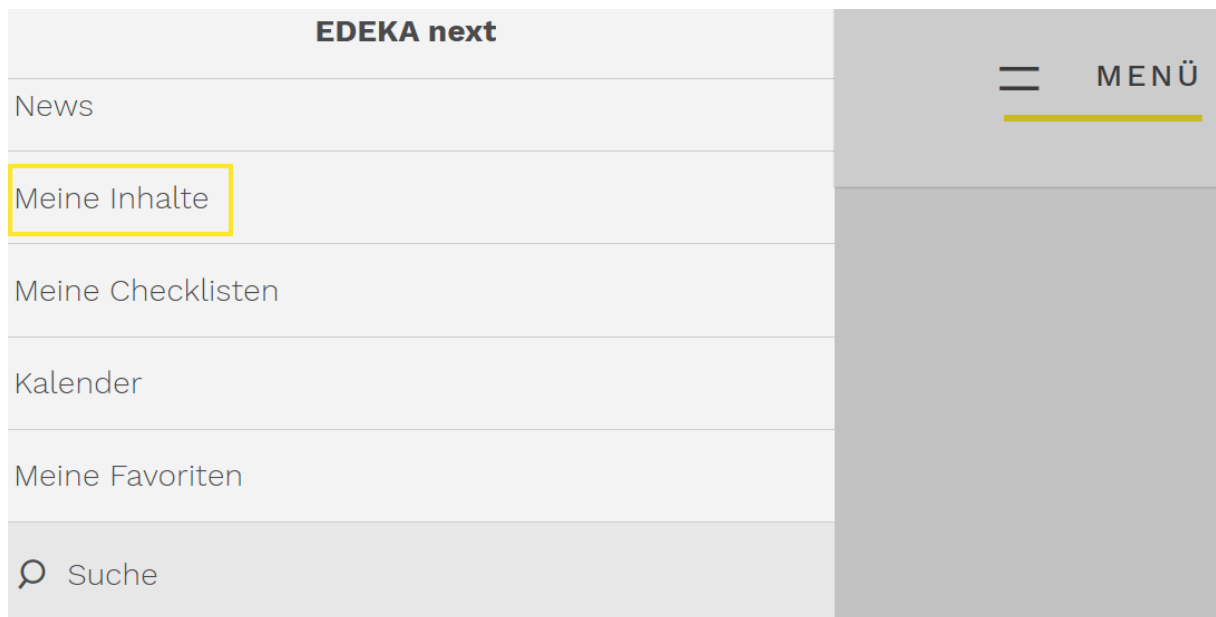 EDEKA next
MENÜ
News
Meine Inhalte
Meine Checklisten
Kalender
Meine Favoriten
Suche